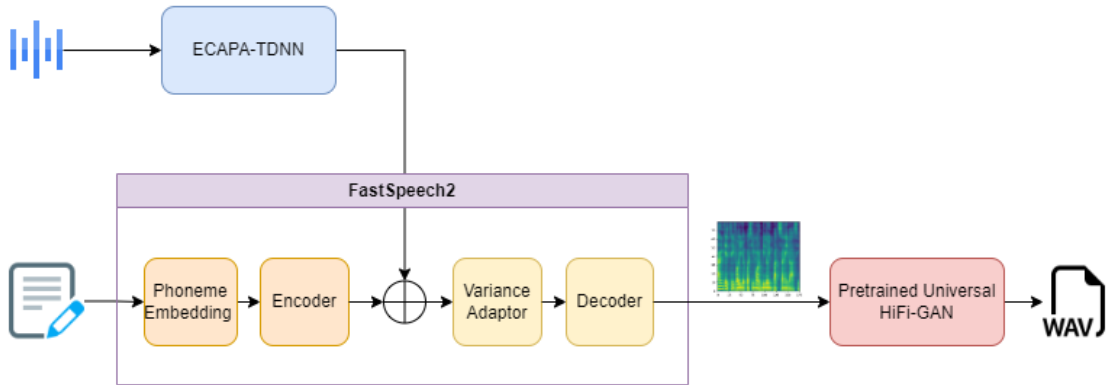 ECAPA-TDNN
FastSpeech2
Phoneme
Embedding
Encoder
Variance
Adaptor
Decoder
Pretrained Universal
HiFi-GAN
WAV